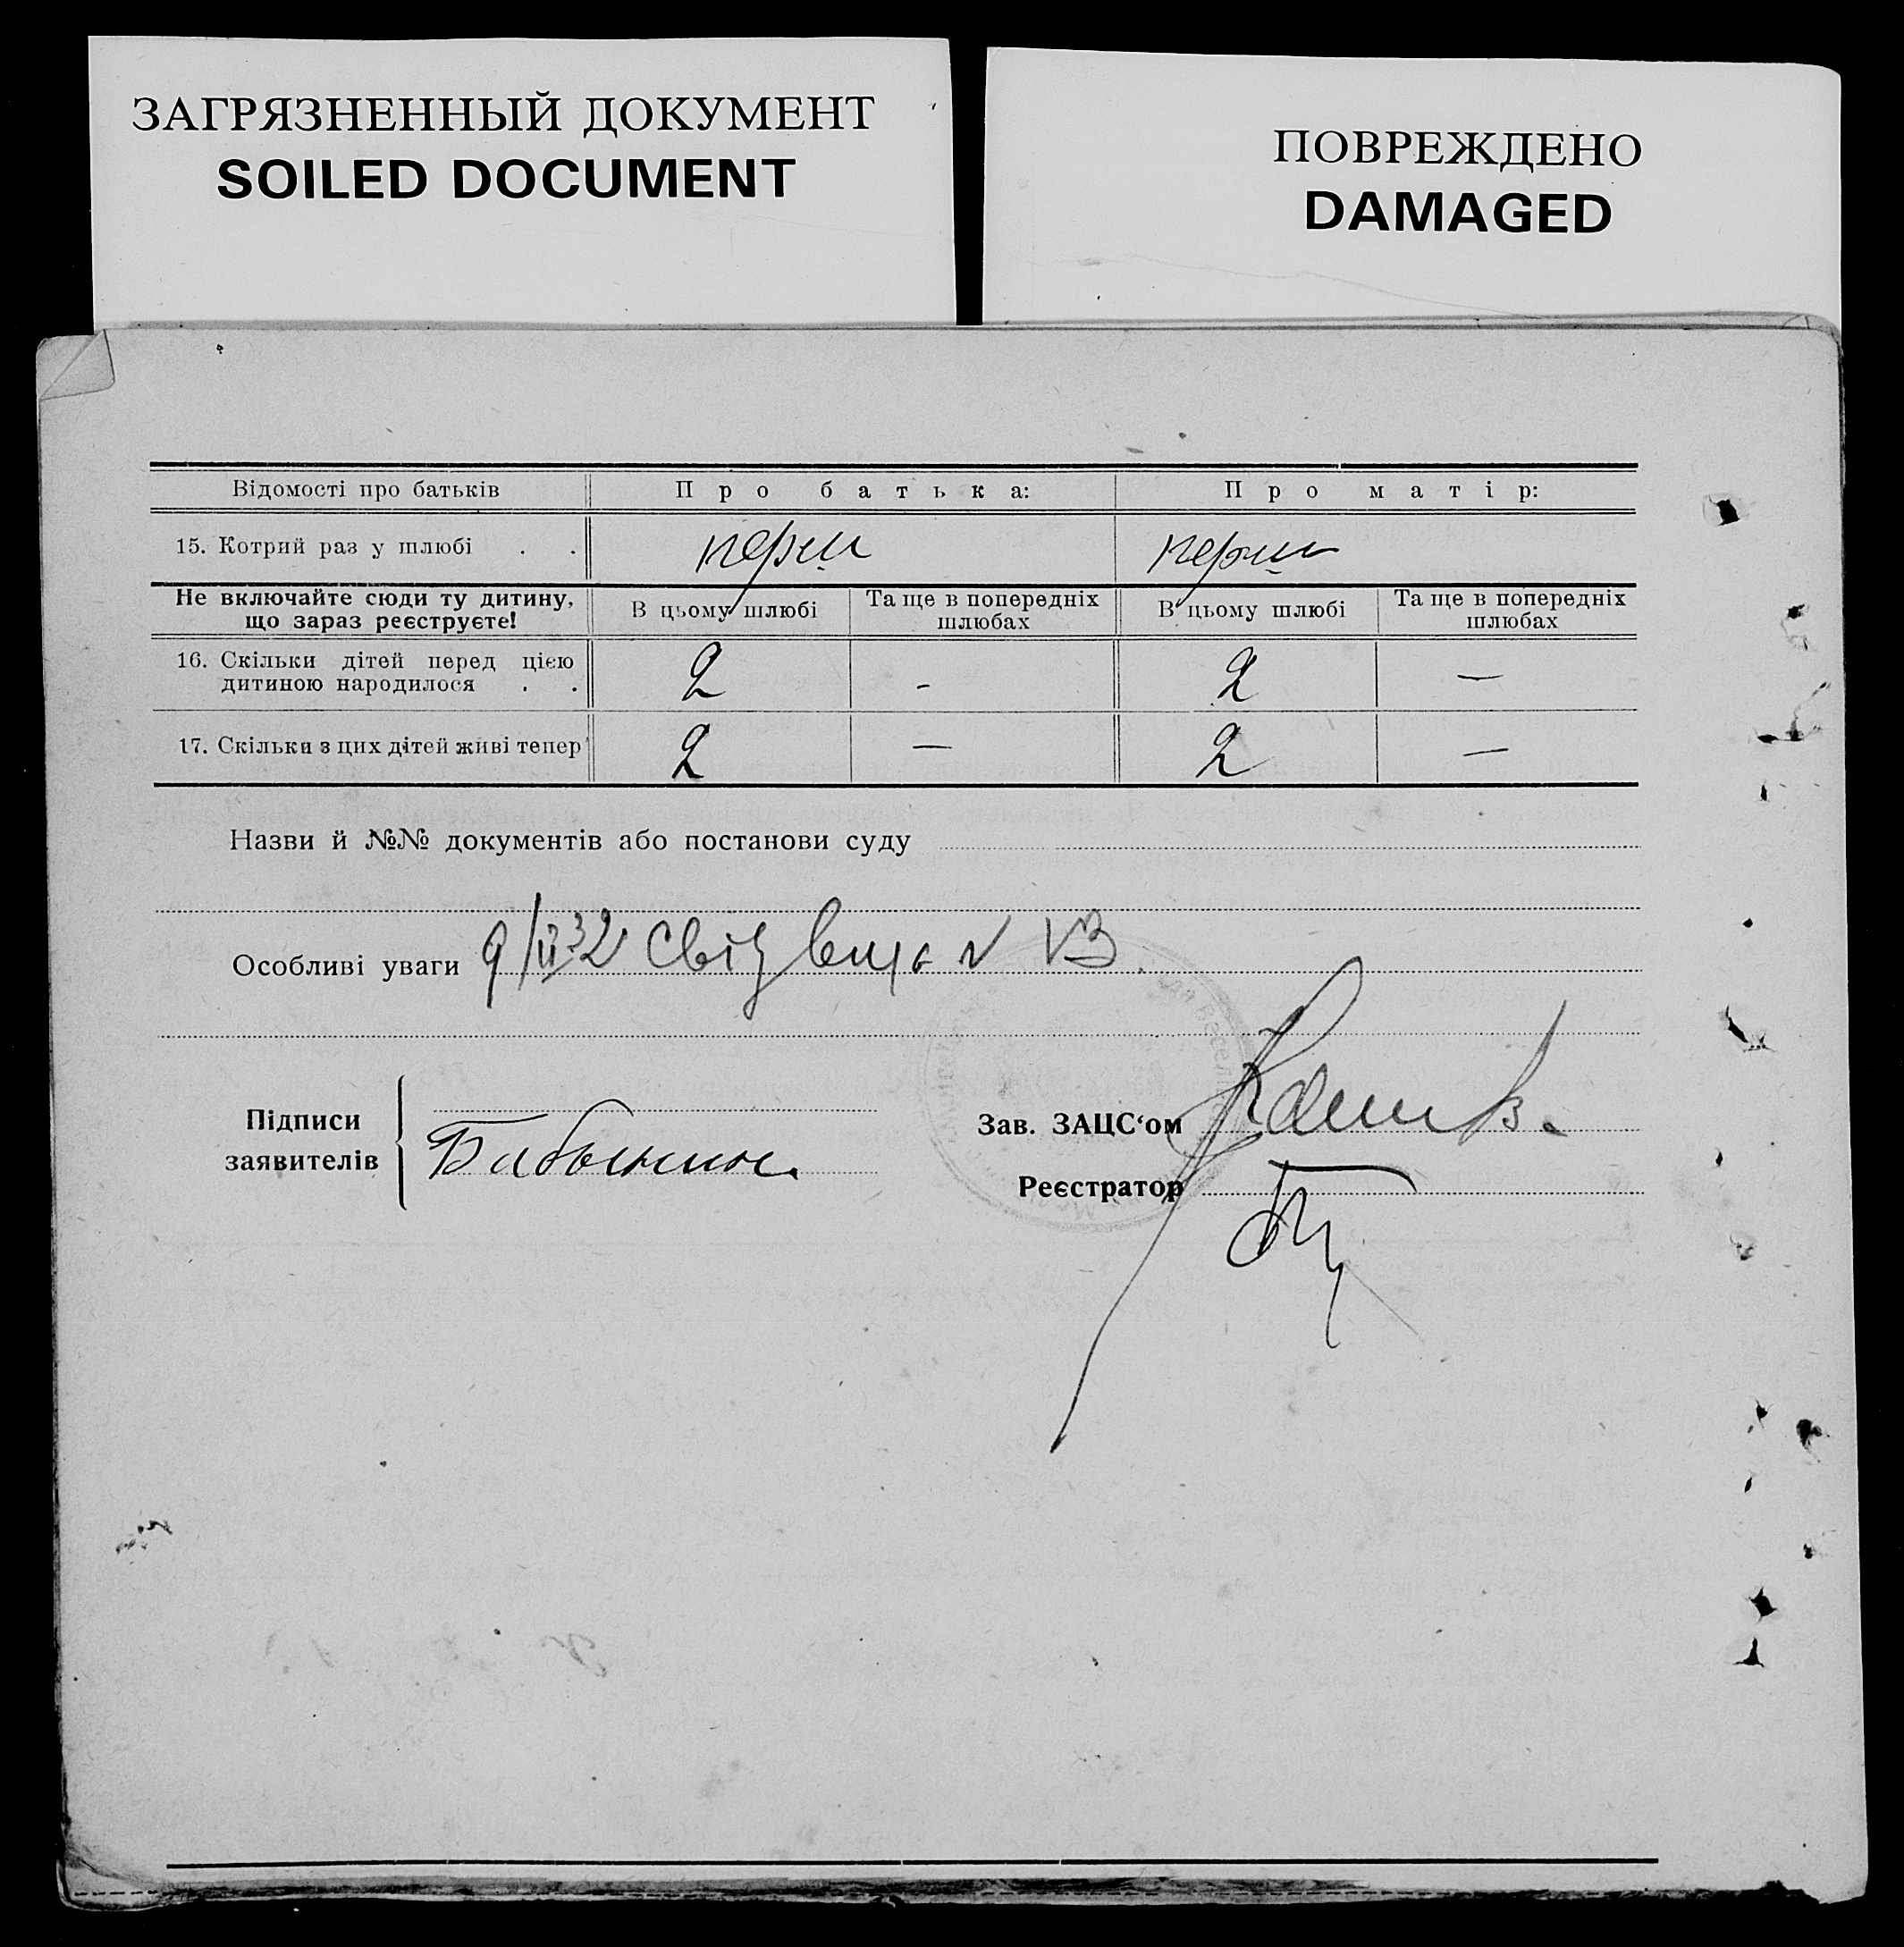 ЗАГРЯЗНЕННЫЙ ДОКУМЕНТ
SOILED DOCUMENT
ПОВРЕЖДЕНО
DAMAGED
Відомості про батьків Про батька: Про матір:
15. Котрий раз у шлюбі . . перш перш
Не включайте сюди ту дитину, що зараз реєструєте! В цьому шлюбі Та ще в попередніх шлюбах В цьому шлюбі Та ще в попередніх шлюбах
16. Скільки дітей перед цією
дитиною народилося . . 2 - 2 —
17. Скільки з цих дітей живі тепер 2 — 2 —
Назви й №№ документів або постанови суду
Особливі уваги 9/II 32 Свідвица N
Підписи
заявителів
Зав. ЗАЦС‘ом
Реєстратор